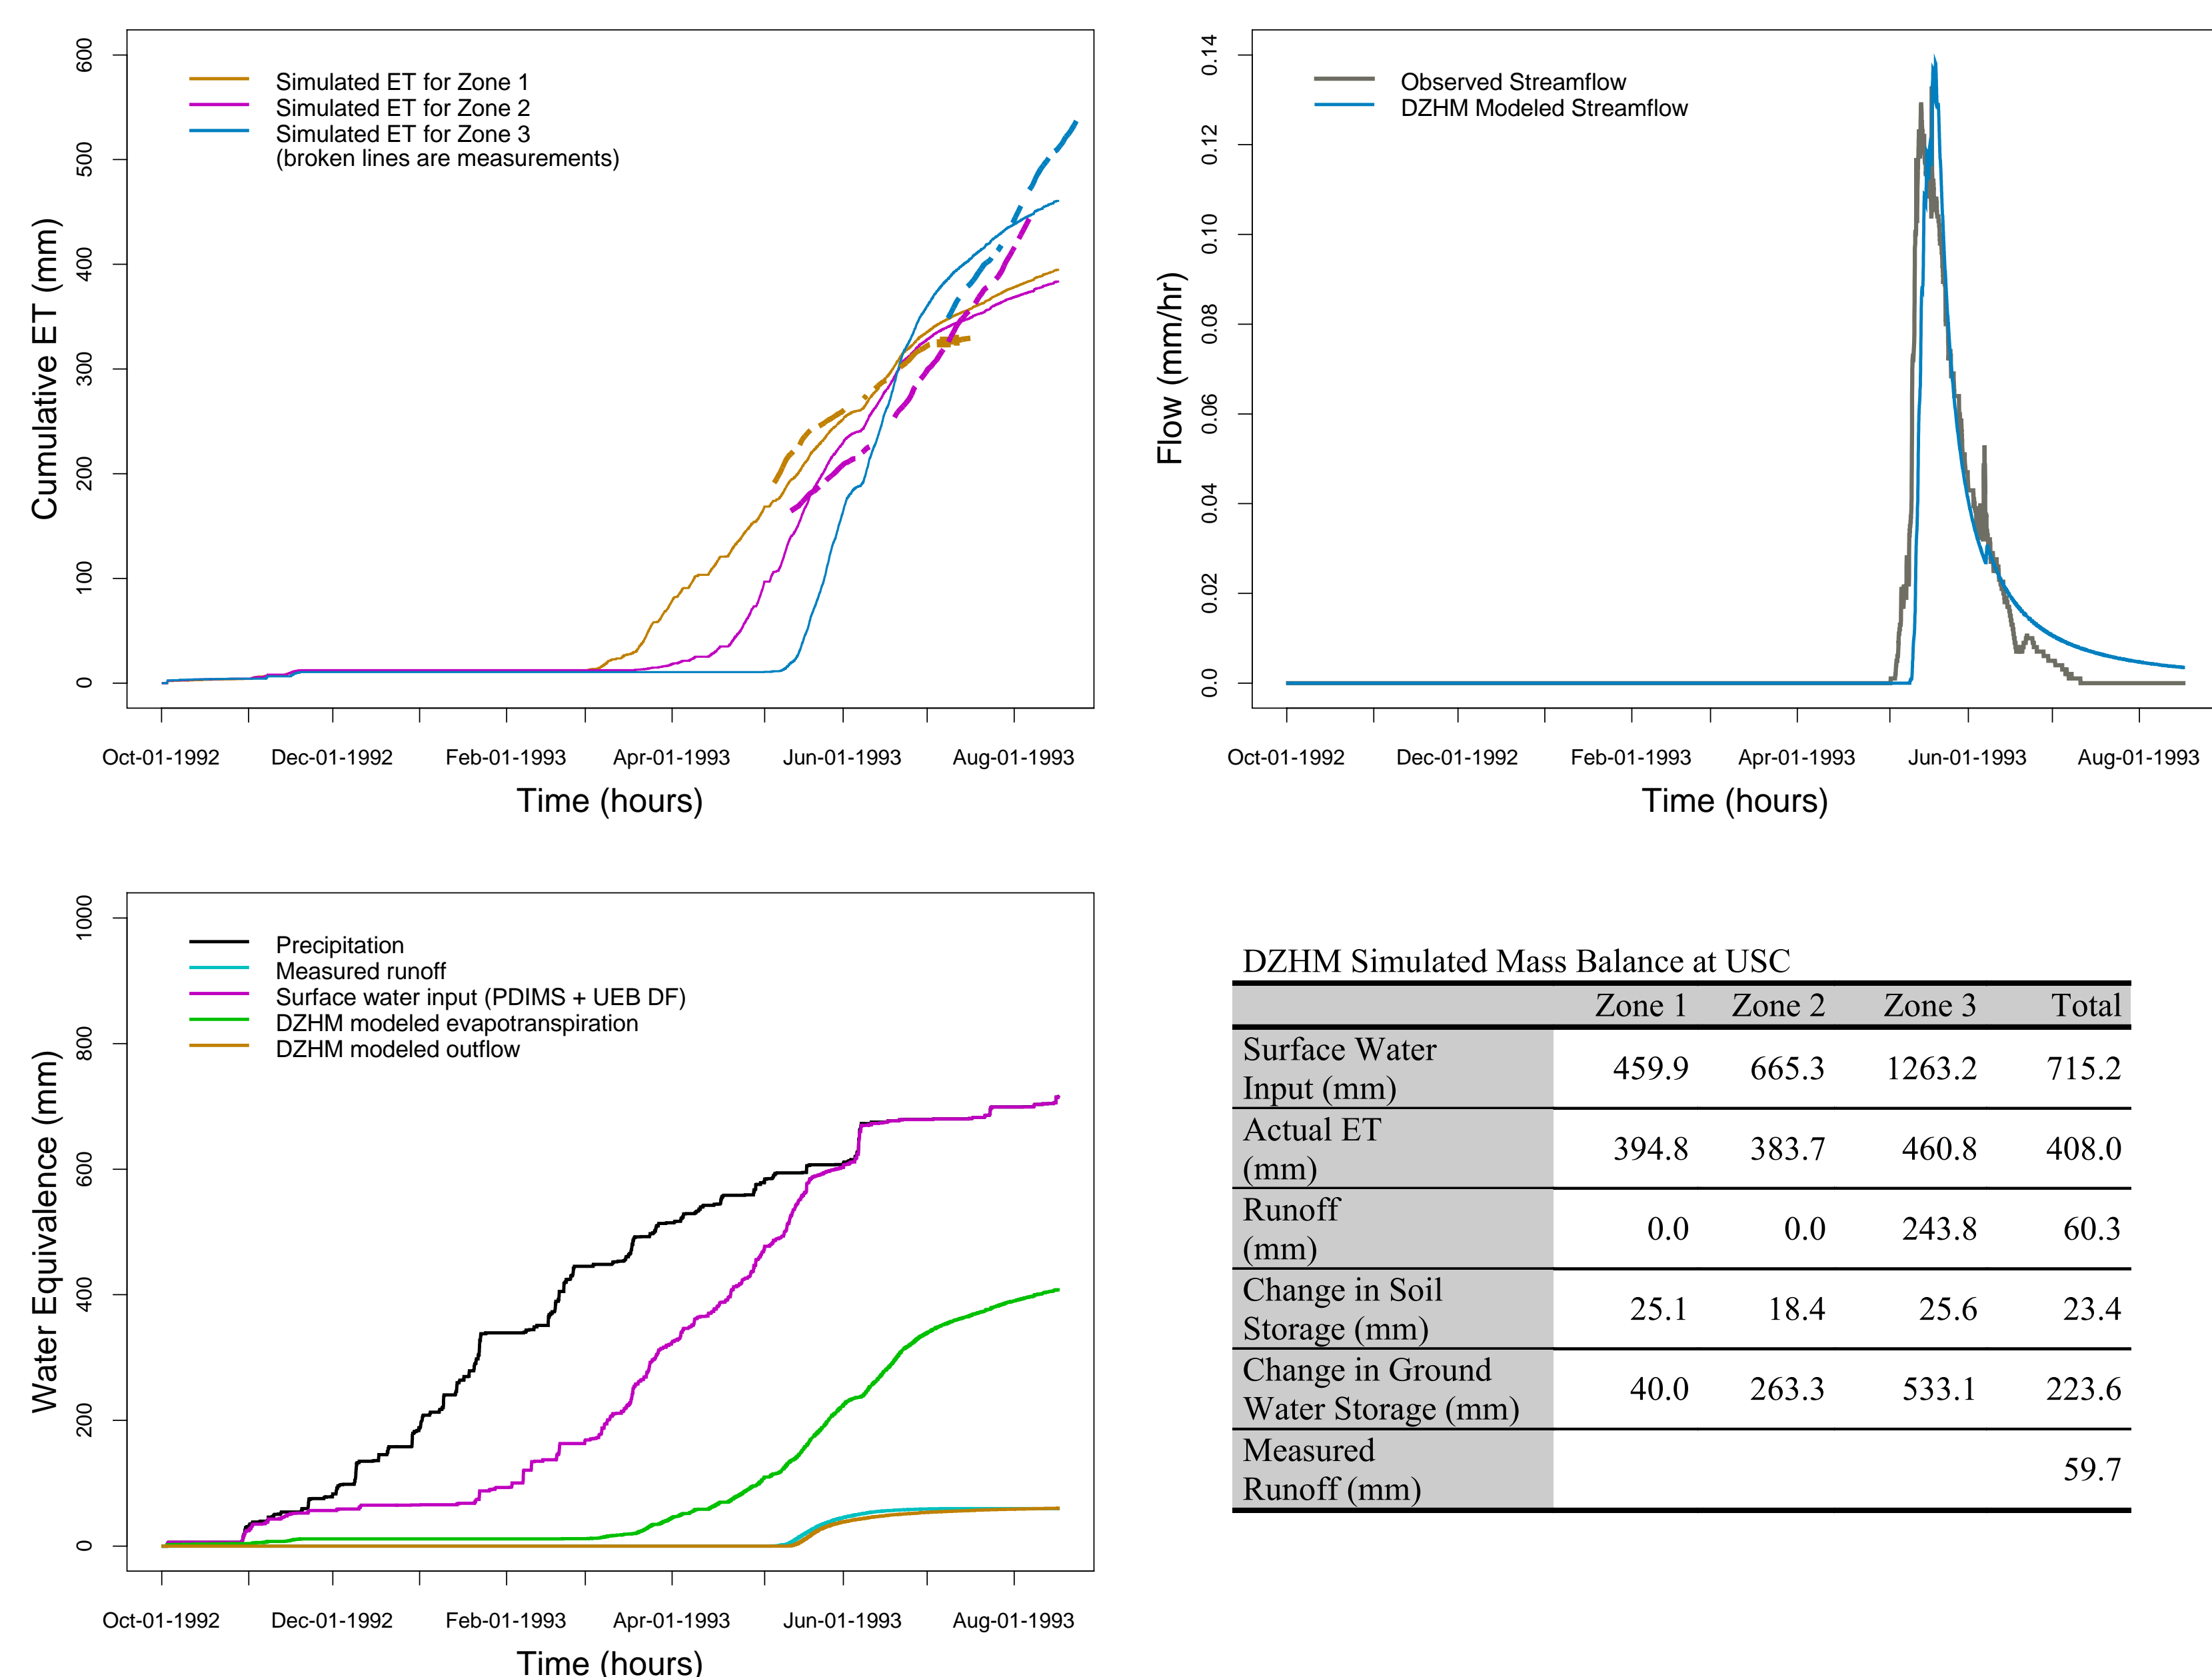 Simulated ET for Zone 1
Simulated ET for Zone 2
Simulated ET for Zone 3
(broken lines are measurements)
Cumulative ET (mm)
0
100
200
300
400
500
600
Oct-01-1992
Dec-01-1992
Feb-01-1993
Apr-01-1993
Jun-01-1993
Aug-01-1993
Time (hours)
Observed Streamflow
DZHM Modeled Streamflow
Flow (mm/hr)
0.0
0.02
0.04
0.06
0.08
0.10
0.12
0.14
Oct-01-1992
Dec-01-1992
Feb-01-1993
Apr-01-1993
Jun-01-1993
Aug-01-1993
Time (hours)
Precipitation
Measured runoff
Surface water input (PDIMS + UEB DF)
DZHM modeled evapotranspiration
DZHM modeled outflow
Water Equivalence (mm)
0
200
400
600
800
1000
Oct-01-1992
Dec-01-1992
Feb-01-1993
Apr-01-1993
Jun-01-1993
Aug-01-1993
Time (hours)
DZHM Simulated Mass Balance at USC
Zone 1 Zone 2 Zone 3 Total
Surface Water
Input (mm)
459.9 665.3 1263.2 715.2
Actual ET
(mm)
394.8 383.7 460.8 408.0
Runoff
(mm)
0.0 0.0 243.8 60.3
Change in Soil
Storage (mm)
25.1 18.4 25.6 23.4
Change in Ground
Water Storage (mm)
40.0 263.3 533.1 223.6
Measured
Runoff (mm)
59.7